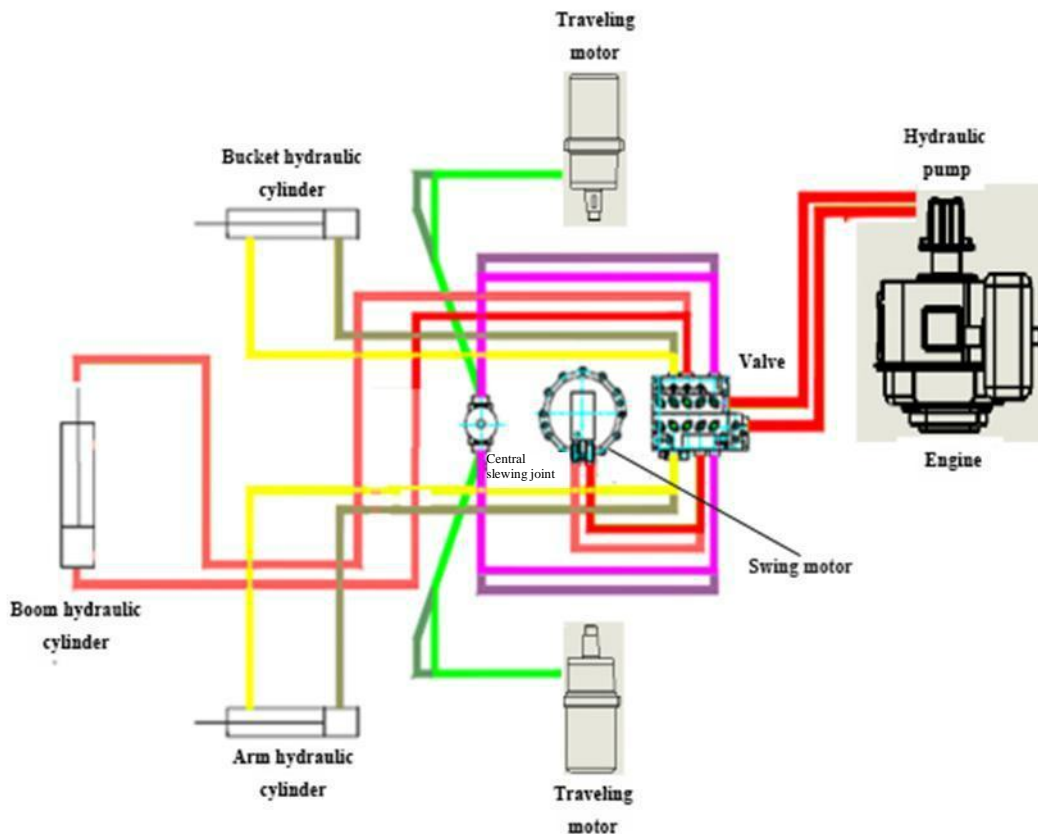 Traveling
motor
Hydraulic
pump
Bucket hydraulic
cylinder
Valve
Central
slewing joint
Engine
Swing motor
Boom hydraulic
cylinder
Arm hydraulic
cylinder
Traveling
motor